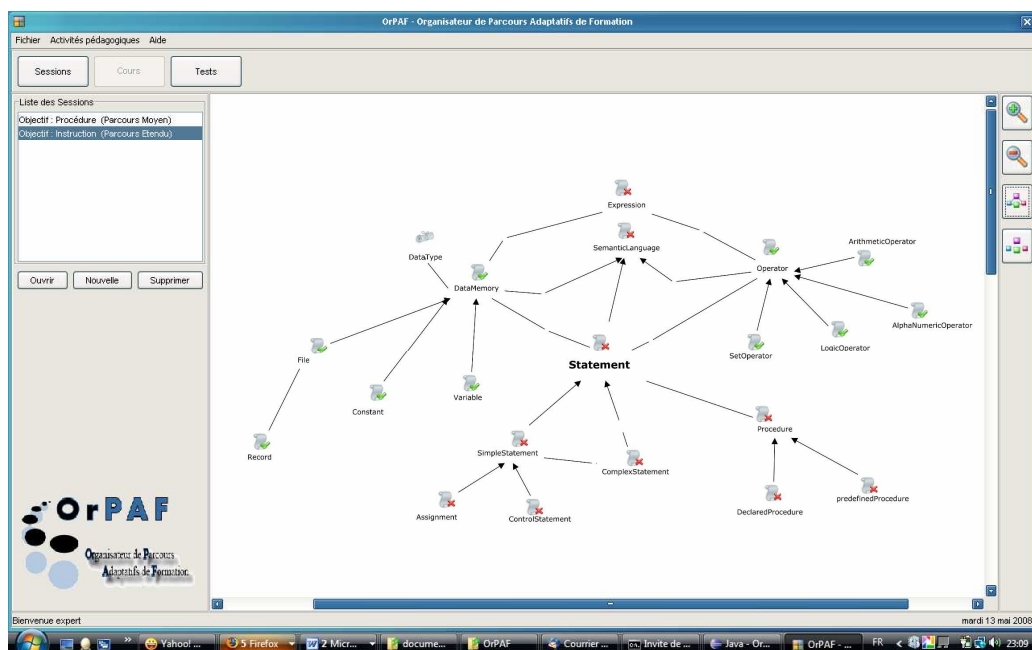 OrPAF - Organisateur de Parcours Adaptatifs de Formation
Fichier Activités pédagogiques Aide
Sessions Cours Tests
Liste des Sessions
Objectif : Procédure (Parcours Moyen)
Objectif : Instruction (Parcours Etendu)
Ouvrir Nouvelle Supprimer
Expression
SemanticLanguage
ArithmeticOperator
DataType
Operator
DataMemory
AlphaNumericOperator
LogicOperator
SetOperator
File
Statement
Variable
Constant
Procedure
Record
SimpleStatement
ComplexStatement
predefinedProcedure
DeclaredProcedure
Assignment
ControlStatement
OrPAF
Organisateur de Parcours
Adaptatifs de Formation
Bienvenue expert
mardi 13 mai 2008
Yahoo! ... 5 Firefox 2 Micr... docume... OrPAF Courrier ... Invite de ... Java - Or... OrPAF - ... FR 23:09